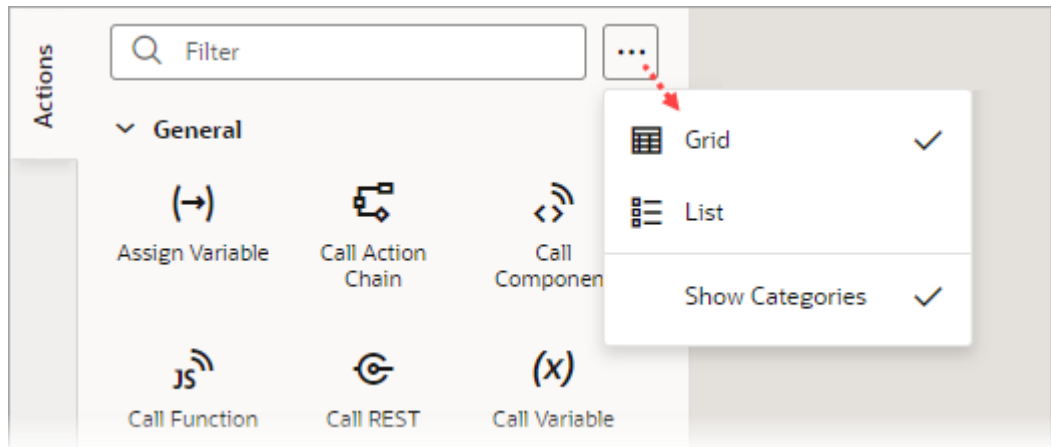 Actions
Filter
...
General
Grid
List
Show Categories
(→)
Assign Variable
Call Action
Chain
Call
Componen
JS
Call Function
Call REST
(x)
Call Variable